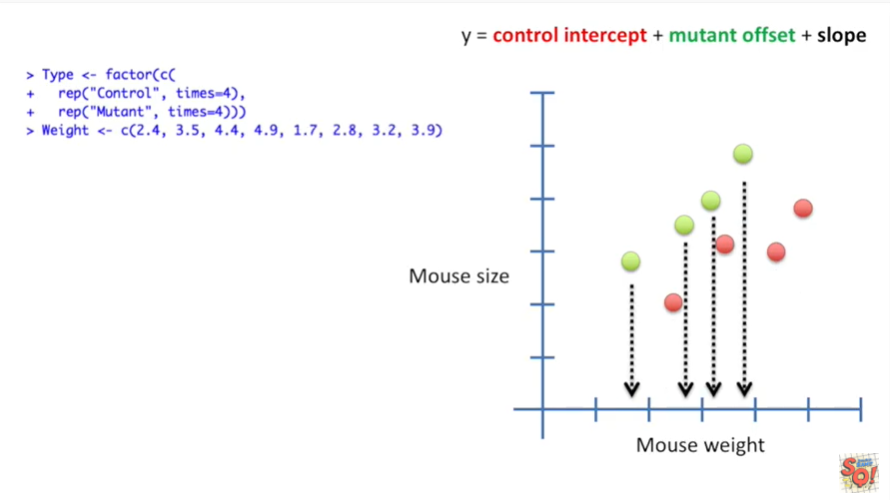 y = control intercept + mutant offset + slope
> Type <- factor(c(
+   rep("Control", times=4),
+   rep("Mutant", times=4)))
> Weight <- c(2.4, 3.5, 4.4, 4.9, 1.7, 2.8, 3.2, 3.9)
Mouse size
Mouse weight
SQ!